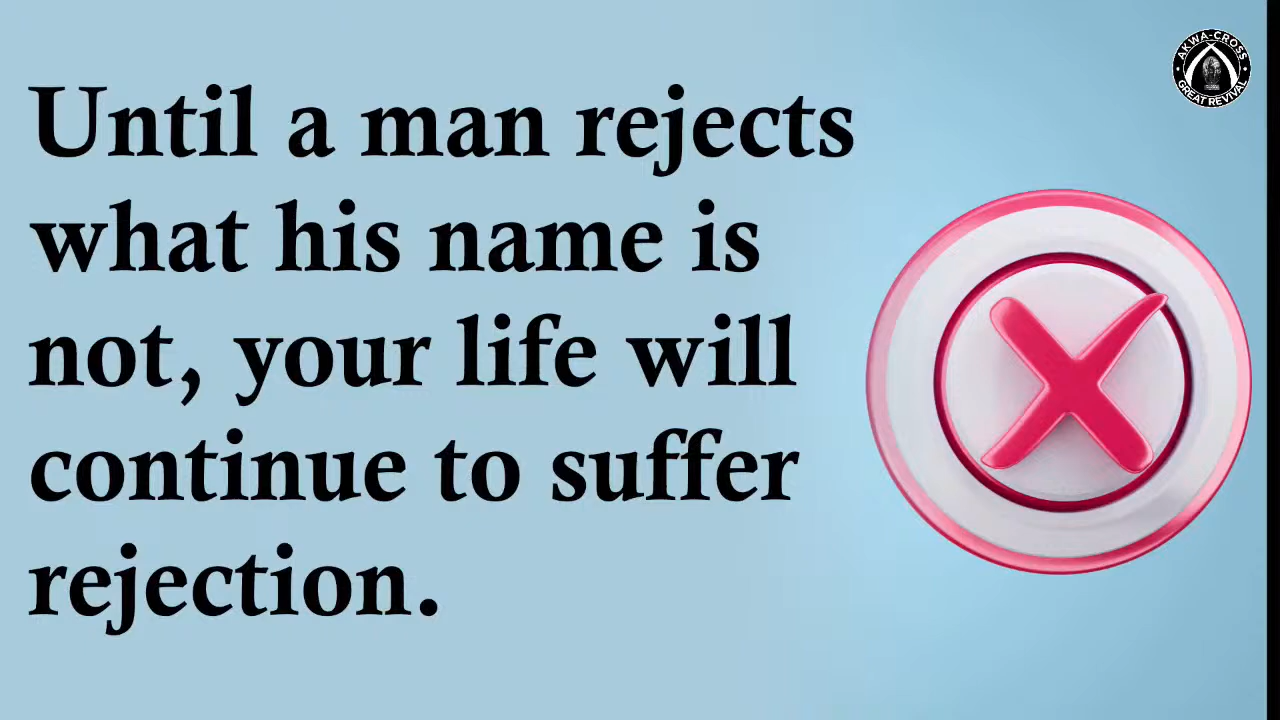 Until a man rejects
what his name is
not, your life will
continue to suffer
rejection.
AKWA-CROSS
GREAT REVIVAL